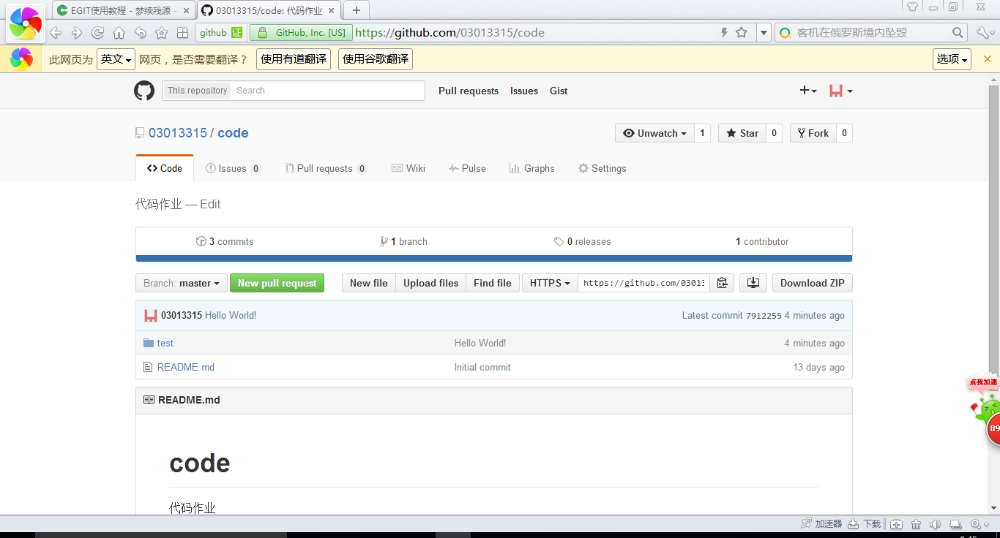 EGIT使用教程 - 梦续残源 -
03013315/code: 代码作业
github 证 GitHub, Inc. [US] https://github.com/03013315/code 客机在俄罗斯境内坠毁
此网页为 英文 网页，是否需要翻译？ 使用有道翻译 使用谷歌翻译 选项
This repository Search Pull requests Issues Gist
03013315 / code Unwatch 1 Star 0 Fork 0
Code Issues 0 Pull requests 0 Wiki Pulse Graphs Settings
代码作业 — Edit
3 commits 1 branch 0 releases 1 contributor
Branch: master New pull request New file Upload files Find file HTTPS https://github.com/03013 Download ZIP
03013315 Hello World! Latest commit 7912255 4 minutes ago
test Hello World! 4 minutes ago
README.md Initial commit 13 days ago
点我加速
README.md
89
code
代码作业
加速器 下载